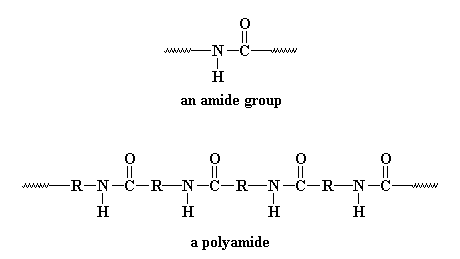 O
N C
H
an amide group
O O O O
R N C R N C R N C R N C
H H H H
a polyamide